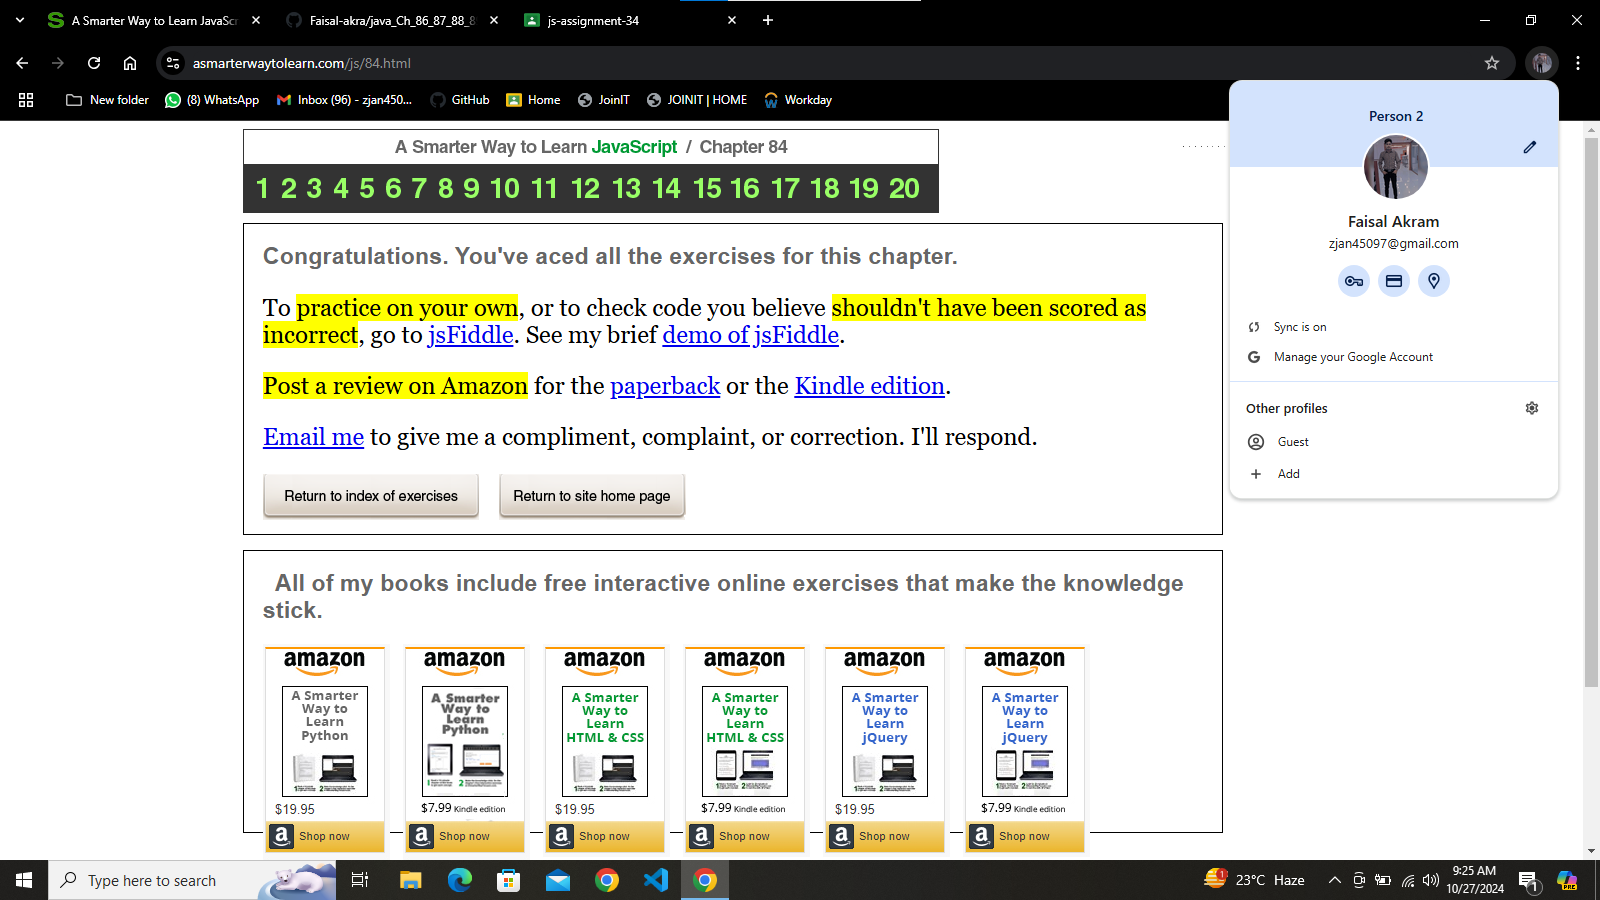 A Smarter Way to Learn JavaSc
Faisal-akra/java_Ch_86_87_88_8
js-assignment-34
asmarterwaytolearn.com/js/84.html
New folder
(8) WhatsApp
Inbox (96) - zjan450...
GitHub
Home
JoinIT
JOINIT | HOME
Workday
A Smarter Way to Learn JavaScript / Chapter 84
1 2 3 4 5 6 7 8 9 10 11 12 13 14 15 16 17 18 19 20
Congratulations. You've aced all the exercises for this chapter.
To practice on your own, or to check code you believe shouldn't have been scored as
incorrect, go to jsFiddle. See my brief demo of jsFiddle.
Post a review on Amazon for the paperback or the Kindle edition.
Email me to give me a compliment, complaint, or correction. I'll respond.
Return to index of exercises
Return to site home page
All of my books include free interactive online exercises that make the knowledge
stick.
amazon
A Smarter
Way to
Learn
Python
$19.95
Shop now
amazon
A Smarter
Way to
Learn
Python
$7.99 Kindle edition
Shop now
amazon
A Smarter
Way to
Learn
HTML & CSS
$19.95
Shop now
amazon
A Smarter
Way to
Learn
HTML & CSS
$7.99 Kindle edition
Shop now
amazon
A Smarter
Way to
Learn
jQuery
$19.95
Shop now
amazon
A Smarter
Way to
Learn
jQuery
$7.99 Kindle edition
Shop now
Person 2
Faisal Akram
zjan45097@gmail.com
Sync is on
Manage your Google Account
Other profiles
Guest
Add
Type here to search
1
23°C Haze
9:25 AM
10/27/2024
1
PRE